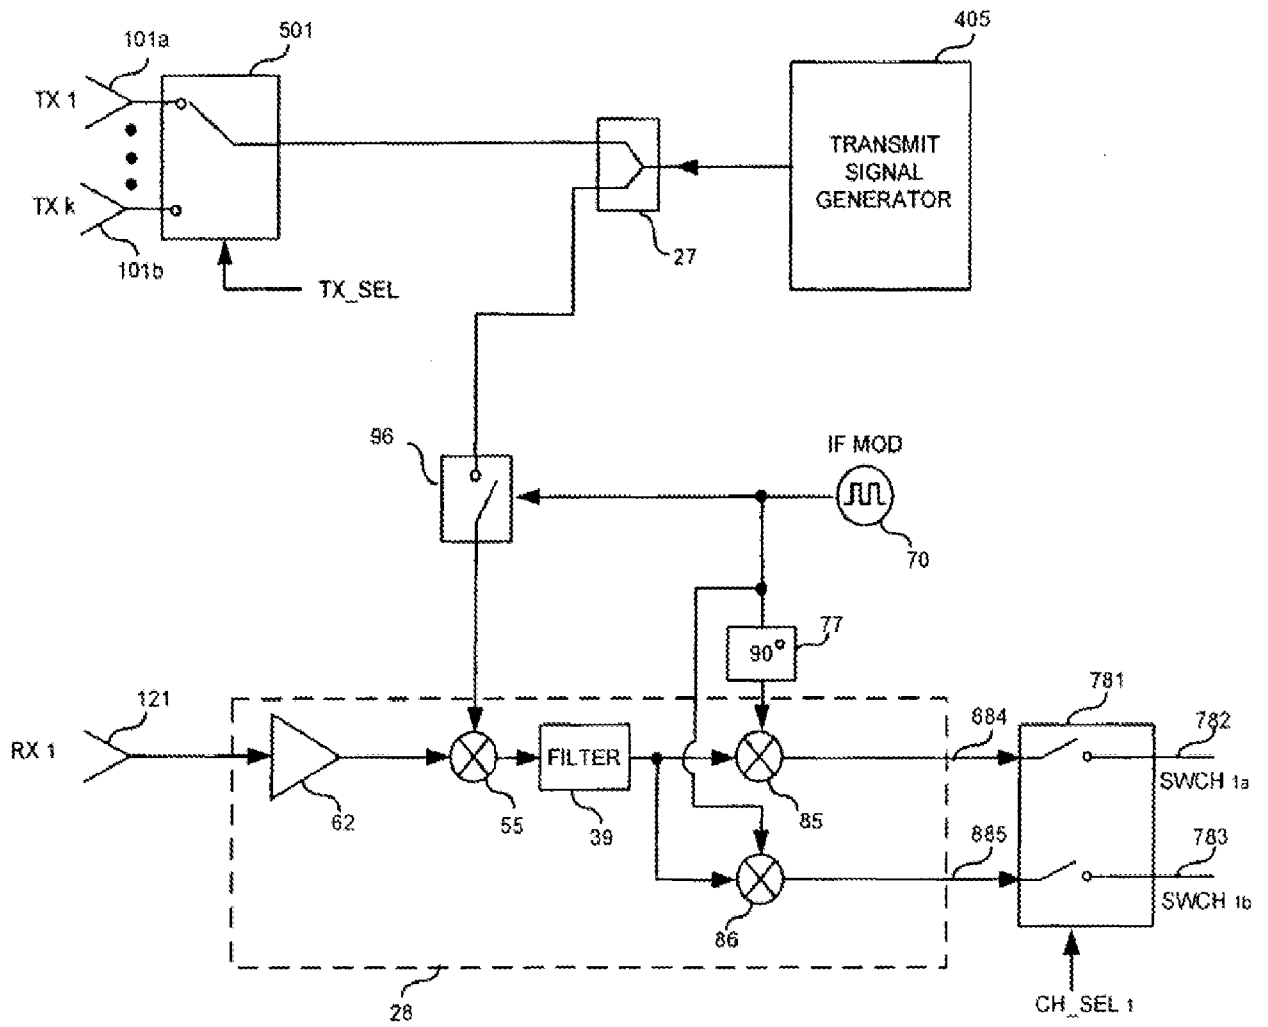 101a
501
405
TX 1
TRANSMIT
SIGNAL
GENERATOR
TX k
101b
27
TX_SEL
96
IF MOD
70
77
90°
121
781
RX 1
884
782
FILTER
SWCH 1a
62
55
39
85
885
783
SWCH 1b
86
28
CH_SEL 1